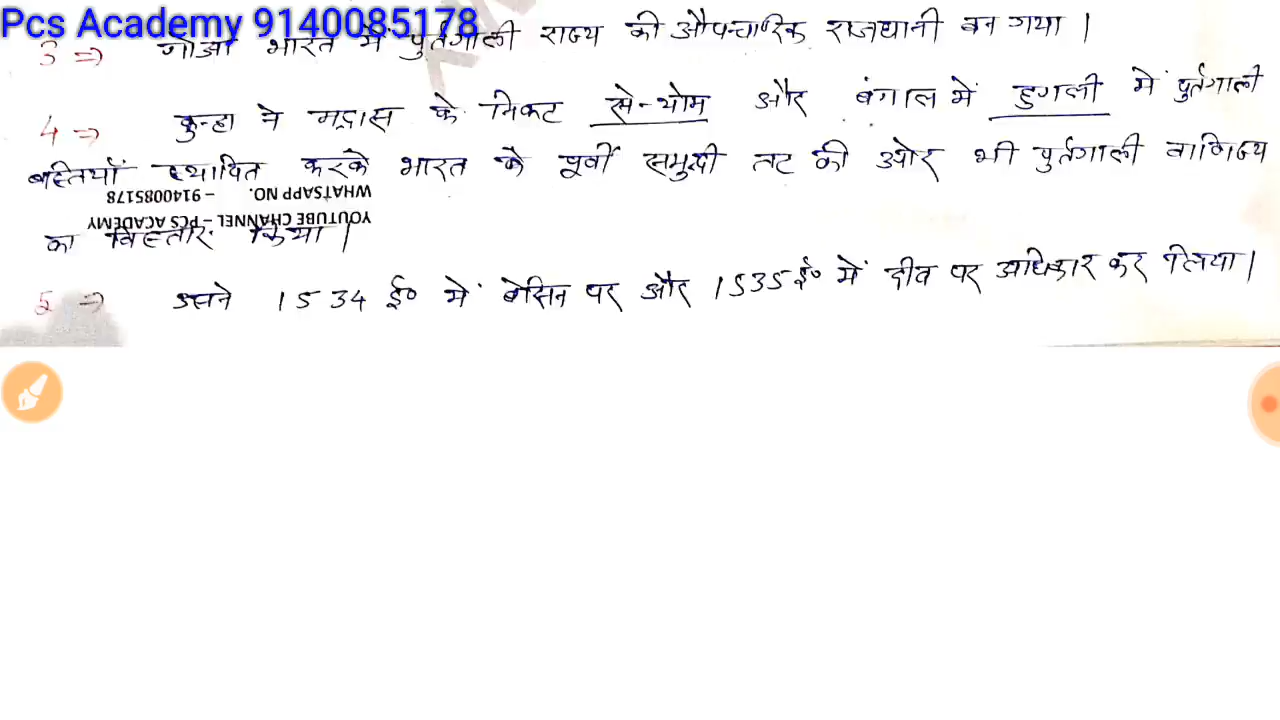 Pcs Academy 9140085178
3 ⇒ गोआ भारत में पुर्तगाली राज्य की औपचारिक राजधानी बन गया।
4 ⇒ कुन्हा ने मद्रास के निकट से-थोम और बंगाल में हुगली में पुर्तगाली
बस्तियाँ स्थापित करके भारत के पूर्वी समुद्री तट की ओर भी पुर्तगाली वाणिज्य
WHATSAPP NO. – 9140085178
YOUTUBE CHANNEL – PCS ACADEMY
का विस्तार किया।
5 ⇒ उसने 1534 ई० में बेसिन पर और 1535 ई० में दीव पर अधिकार कर लिया।